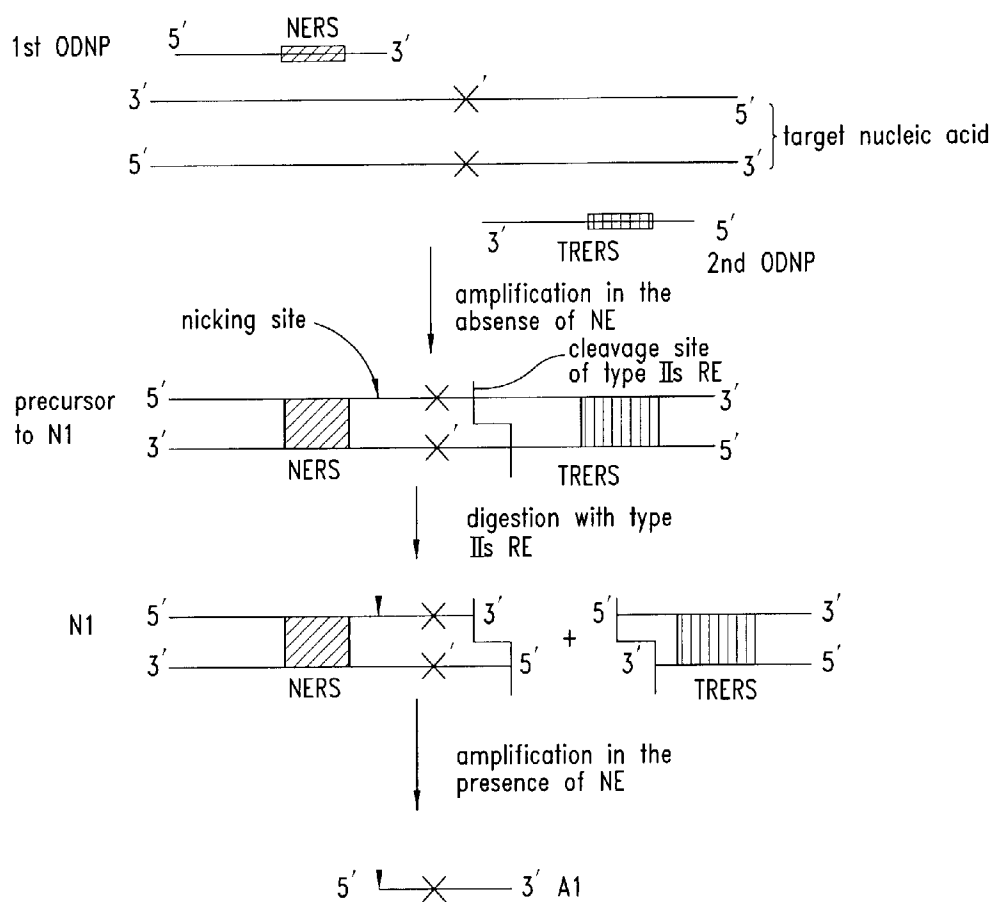 1st ODNP
5′ NERS 3′
3′ X′ 5′
5′ X 3′
target nucleic acid
3′ TRERS 5′
2nd ODNP
amplification in the
absense of NE
nicking site
cleavage site
of type IIs RE
precursor
to N1
5′ X 3′
3′ X′ 5′
NERS TRERS
digestion with type
IIs RE
N1
5′ X 3′ 5′ 3′
+
3′ X′ 5′ 3′ 5′
NERS TRERS
amplification in the
presence of NE
5′ X 3′ A1